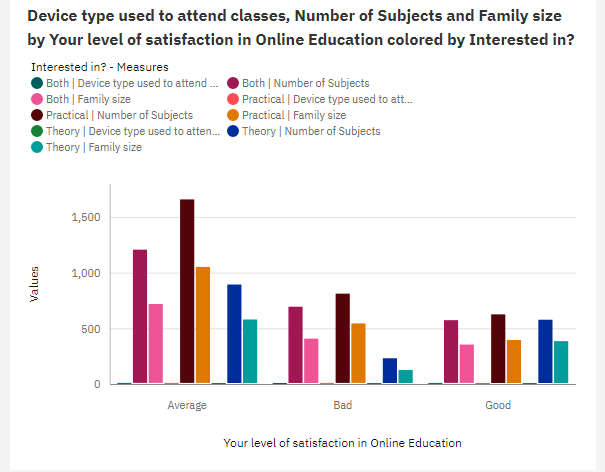 Device type used to attend classes, Number of Subjects and Family size
by Your level of satisfaction in Online Education colored by Interested in?
Interested in? - Measures
Both | Device type used to attend ...
Both | Number of Subjects
Both | Family size
Practical | Device type used to att...
Practical | Number of Subjects
Practical | Family size
Theory | Device type used to atten...
Theory | Number of Subjects
Theory | Family size
Values
1,500
1,000
500
0
Average
Bad
Good
Your level of satisfaction in Online Education